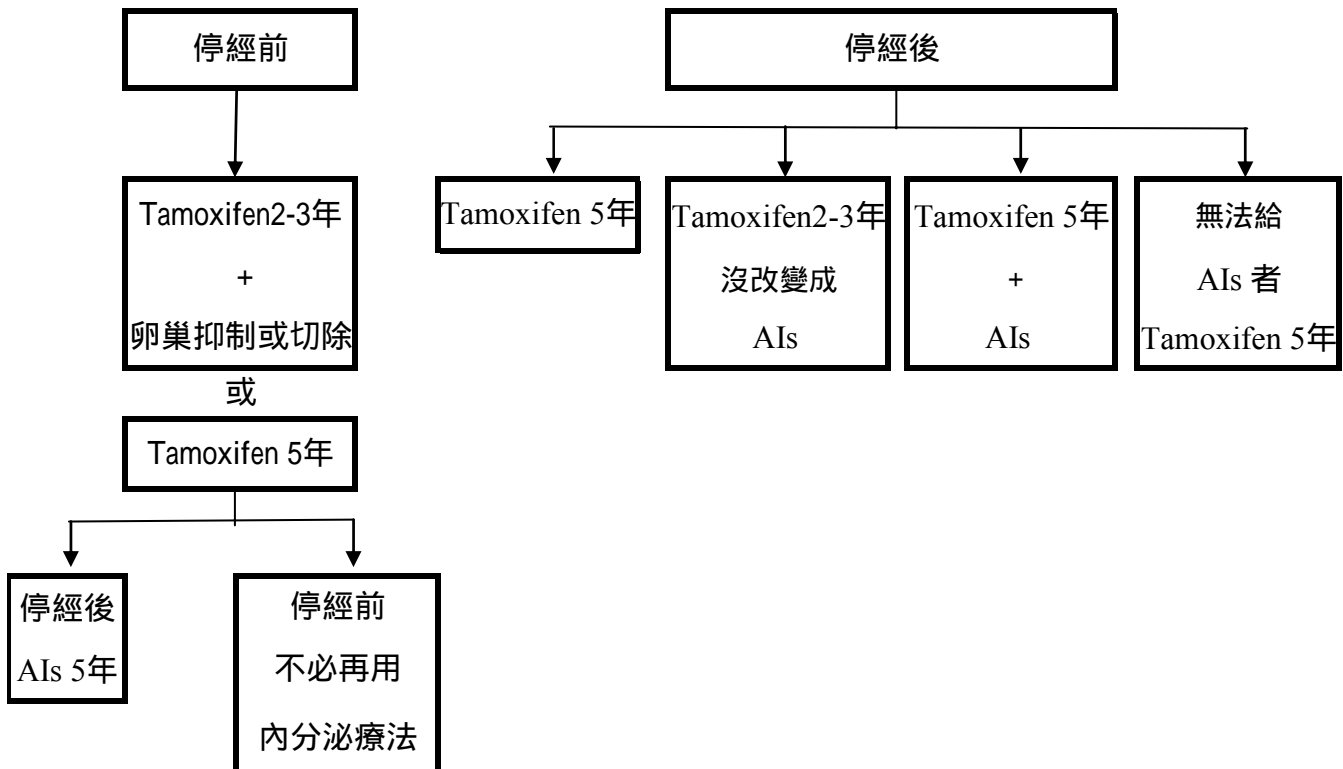 停經前
停經後
Tamoxifen2-3年
+
卵巢抑制或切除
或
Tamoxifen 5年
停經後
AIs 5年
停經前
不必再用
內分泌療法
Tamoxifen 5年
Tamoxifen2-3年
沒改變成
AIs
Tamoxifen 5年
+
AIs
無法給
AIs 者
Tamoxifen 5年